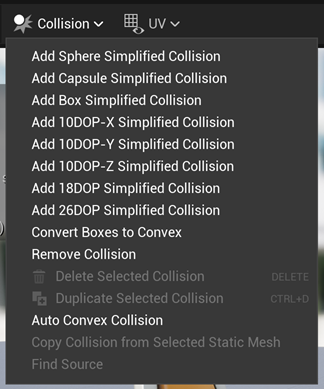 Collision UV
Add Sphere Simplified Collision
Add Capsule Simplified Collision
Add Box Simplified Collision
Add 10DOP-X Simplified Collision
Add 10DOP-Y Simplified Collision
Add 10DOP-Z Simplified Collision
Add 18DOP Simplified Collision
Add 26DOP Simplified Collision
Convert Boxes to Convex
Remove Collision
Delete Selected Collision DELETE
Duplicate Selected Collision CTRL+D
Auto Convex Collision
Copy Collision from Selected Static Mesh
Find Source